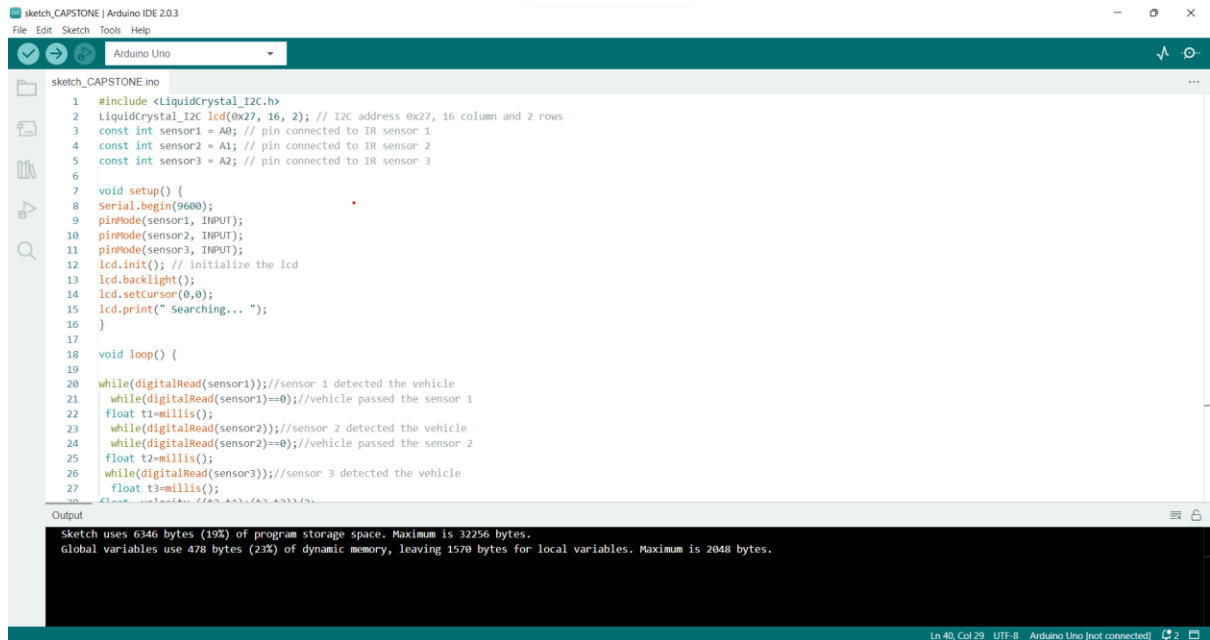 sketch_CAPSTONE | Arduino IDE 2.0.3
File Edit Sketch Tools Help
Arduino Uno
sketch_CAPSTONE.ino
...
1 #include <LiquidCrystal_I2C.h>
2 LiquidCrystal_I2C lcd(0x27, 16, 2); // I2C address 0x27, 16 column and 2 rows
3 const int sensor1 = A0; // pin connected to IR sensor 1
4 const int sensor2 = A1; // pin connected to IR sensor 2
5 const int sensor3 = A2; // pin connected to IR sensor 3
6
7 void setup() {
8 Serial.begin(9600);
9 pinMode(sensor1, INPUT);
10 pinMode(sensor2, INPUT);
11 pinMode(sensor3, INPUT);
12 lcd.init(); // initialize the lcd
13 lcd.backlight();
14 lcd.setCursor(0,0);
15 lcd.print(" Searching... ");
16 }
17
18 void loop() {
19
20 while(digitalRead(sensor1));//sensor 1 detected the vehicle
21 while(digitalRead(sensor1)==0);//vehicle passed the sensor 1
22 float t1=millis();
23 while(digitalRead(sensor2));//sensor 2 detected the vehicle
24 while(digitalRead(sensor2)==0);//vehicle passed the sensor 2
25 float t2=millis();
26 while(digitalRead(sensor3));//sensor 3 detected the vehicle
27 float t3=millis();
Output
Sketch uses 6346 bytes (19%) of program storage space. Maximum is 32256 bytes.
Global variables use 478 bytes (23%) of dynamic memory, leaving 1570 bytes for local variables. Maximum is 2048 bytes.
Ln 40, Col 29 UTF-8 Arduino Uno [not connected] 2